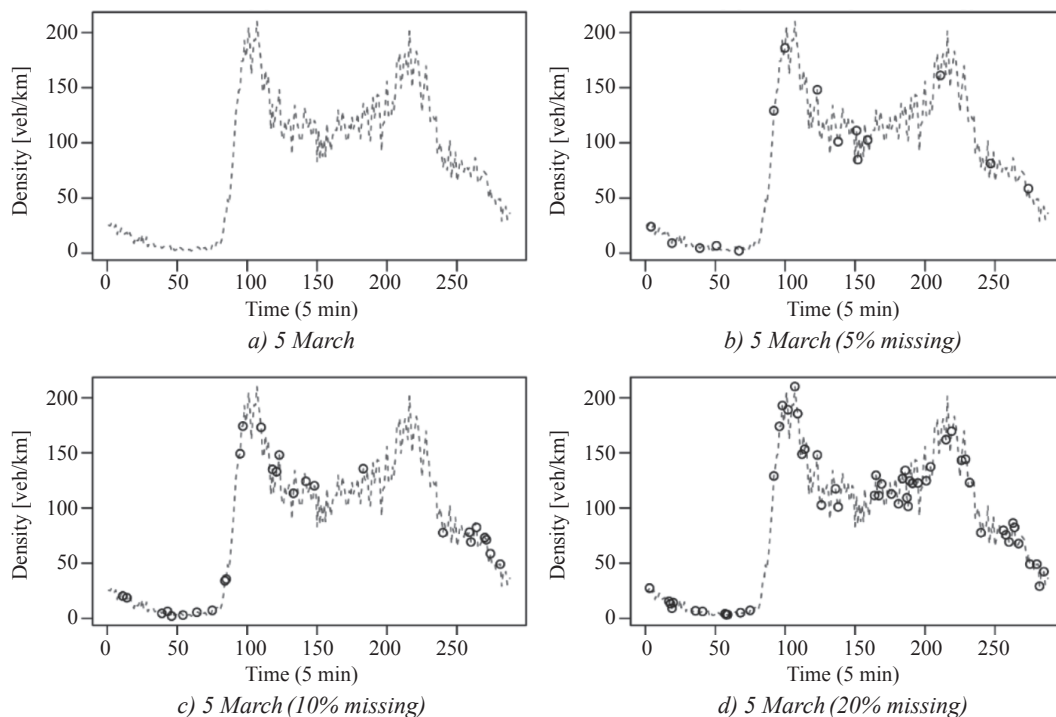 200
150
100
50
0
Density [veh/km]
0 50 100 150 200 250
Time (5 min)
a) 5 March
200
150
100
50
0
Density [veh/km]
0 50 100 150 200 250
Time (5 min)
b) 5 March (5% missing)
200
150
100
50
0
Density [veh/km]
0 50 100 150 200 250
Time (5 min)
c) 5 March (10% missing)
200
150
100
50
0
Density [veh/km]
0 50 100 150 200 250
Time (5 min)
d) 5 March (20% missing)